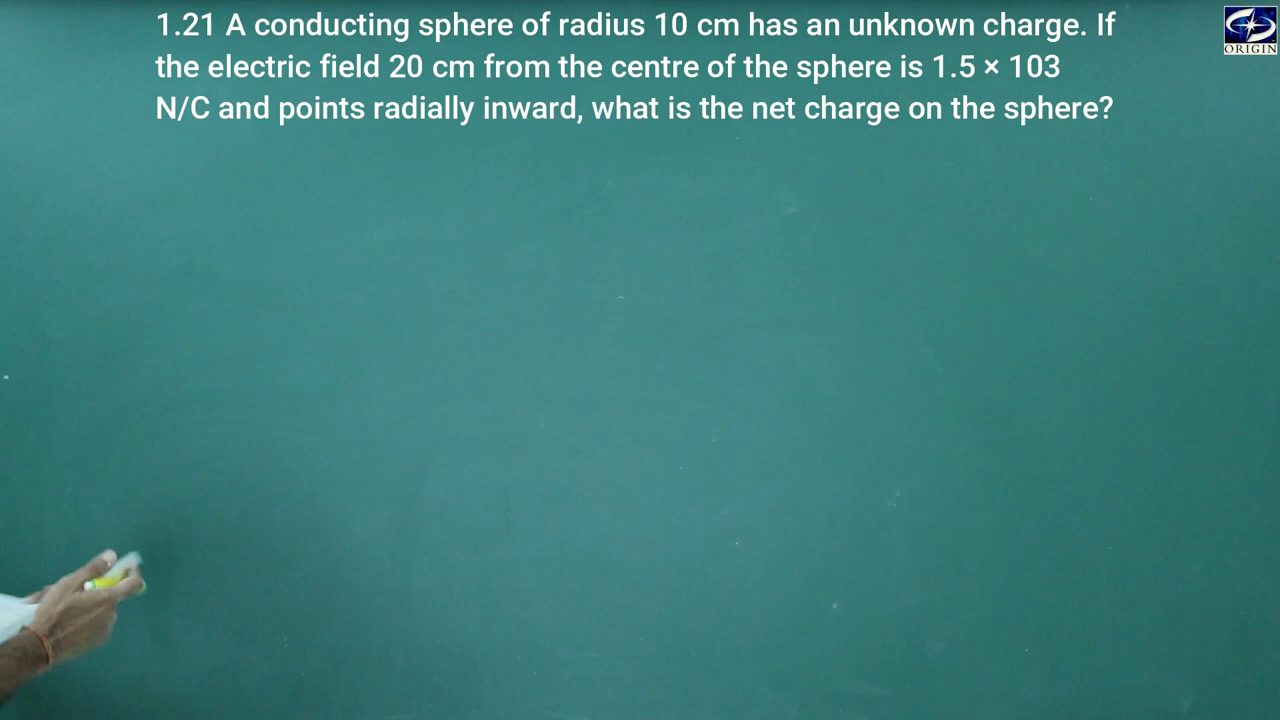 1.21 A conducting sphere of radius 10 cm has an unknown charge. If
the electric field 20 cm from the centre of the sphere is 1.5 × 103
N/C and points radially inward, what is the net charge on the sphere?
ORIGIN